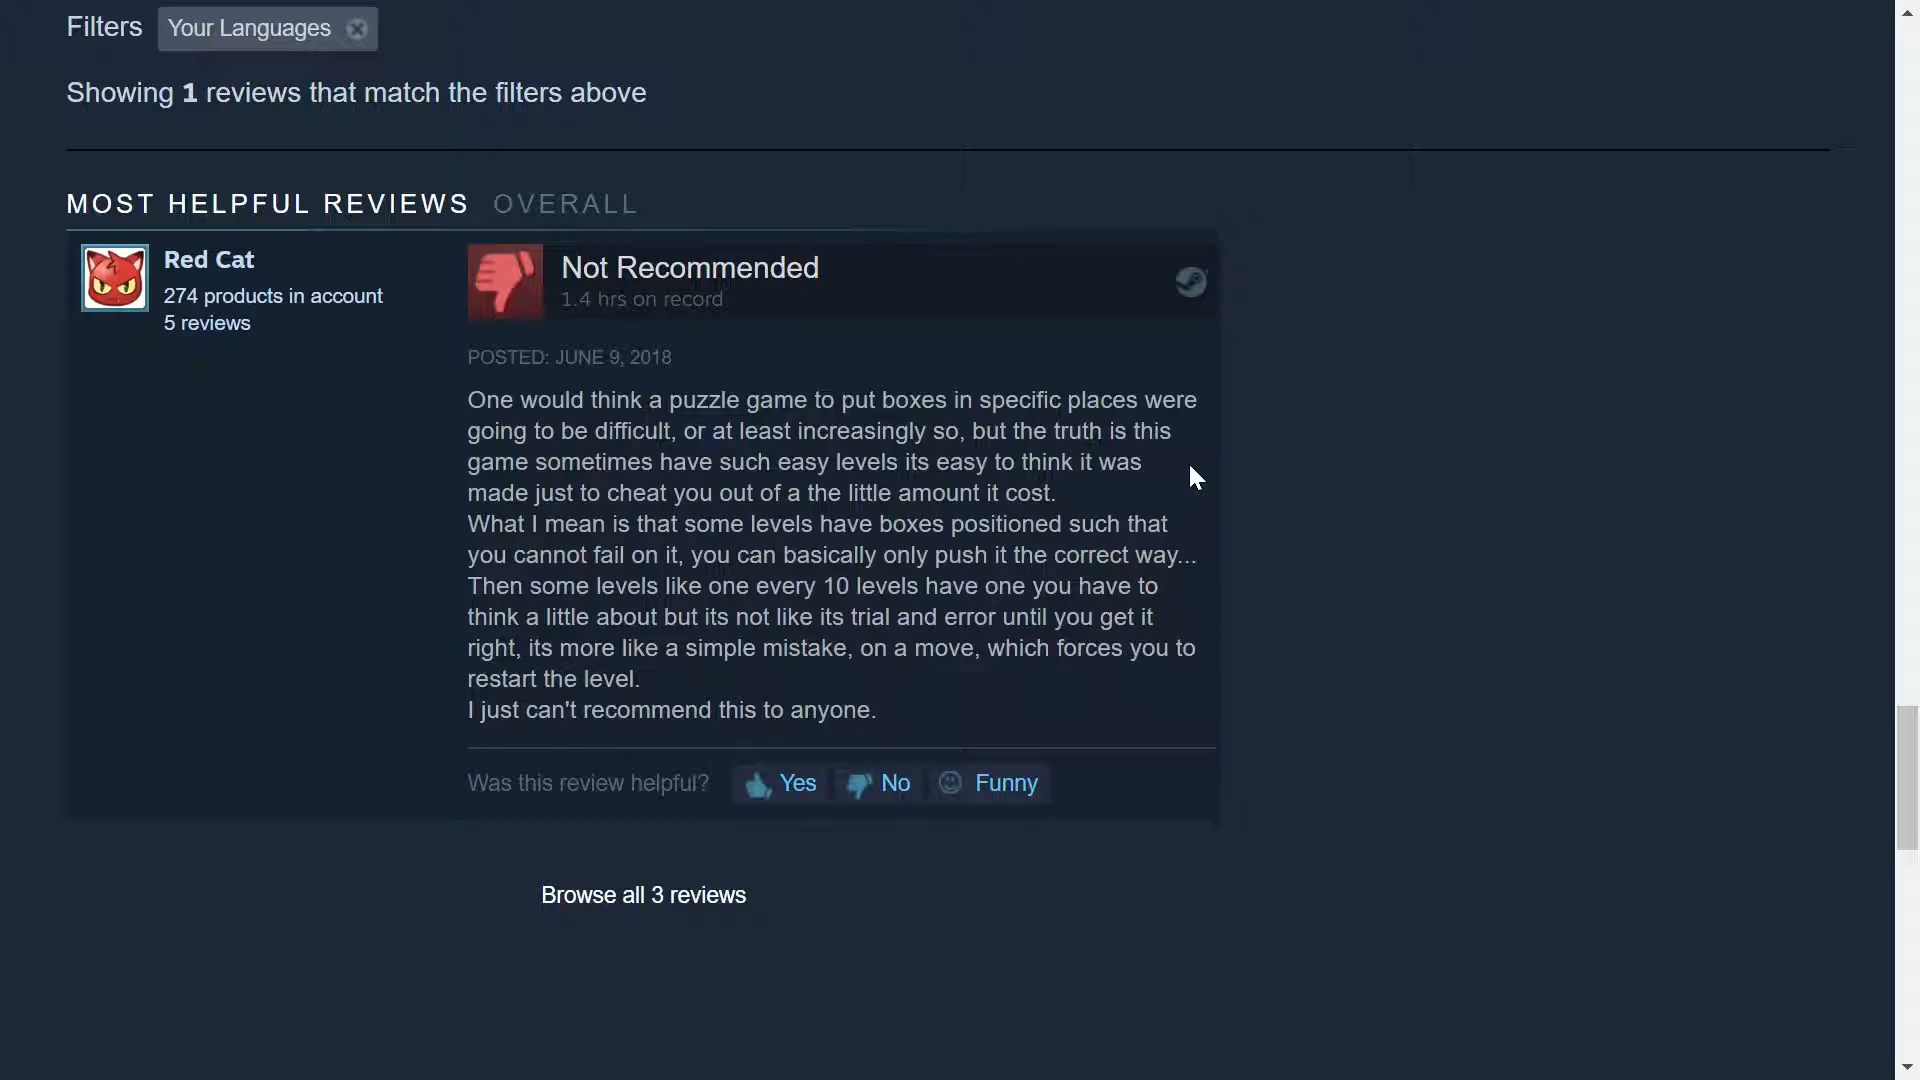 Filters Your Languages
Showing 1 reviews that match the filters above
MOST HELPFUL REVIEWS OVERALL
Red Cat
274 products in account
5 reviews
Not Recommended
1.4 hrs on record
POSTED: JUNE 9, 2018
One would think a puzzle game to put boxes in specific places were
going to be difficult, or at least increasingly so, but the truth is this
game sometimes have such easy levels its easy to think it was
made just to cheat you out of a the little amount it cost.
What I mean is that some levels have boxes positioned such that
you cannot fail on it, you can basically only push it the correct way...
Then some levels like one every 10 levels have one you have to
think a little about but its not like its trial and error until you get it
right, its more like a simple mistake, on a move, which forces you to
restart the level.
I just can't recommend this to anyone.
Was this review helpful? Yes No Funny
Browse all 3 reviews